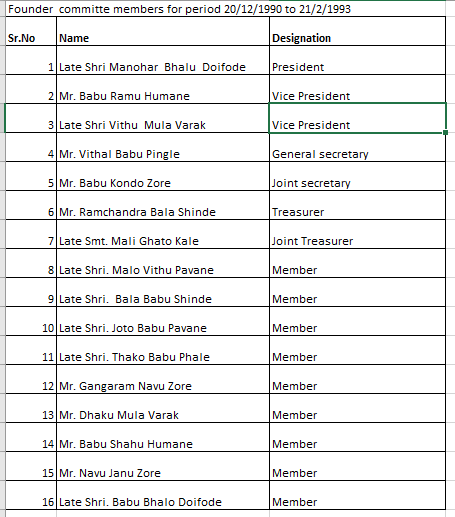 Founder committe members for period 20/12/1990 to 21/2/1993
Sr.No Name Designation
1 Late Shri Manohar Bhalu Doifode President
2 Mr. Babu Ramu Humane Vice President
3 Late Shri Vithu Mula Varak Vice President
4 Mr. Vithal Babu Pingle General secretary
5 Mr. Babu Kondo Zore Joint secretary
6 Mr. Ramchandra Bala Shinde Treasurer
7 Late Smt. Mali Ghato Kale Joint Treasurer
8 Late Shri. Malo Vithu Pavane Member
9 Late Shri. Bala Babu Shinde Member
10 Late Shri. Joto Babu Pavane Member
11 Late Shri. Thako Babu Phale Member
12 Mr. Gangaram Navu Zore Member
13 Mr. Dhaku Mula Varak Member
14 Mr. Babu Shahu Humane Member
15 Mr. Navu Janu Zore Member
16 Late Shri. Babu Bhalo Doifode Member